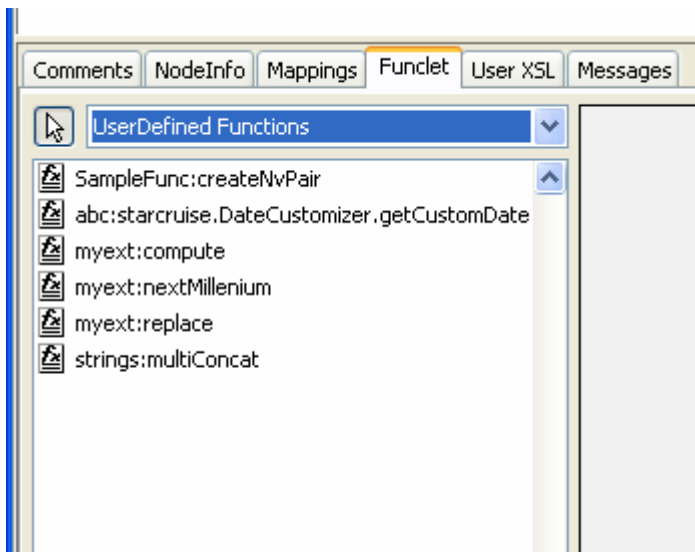 Comments NodeInfo Mappings Funclet User XSL Messages
UserDefined Functions
SampleFunc:createNvPair
abc:starcruise.DateCustomizer.getCustomDate
myext:compute
myext:nextMillenium
myext:replace
strings:multiConcat